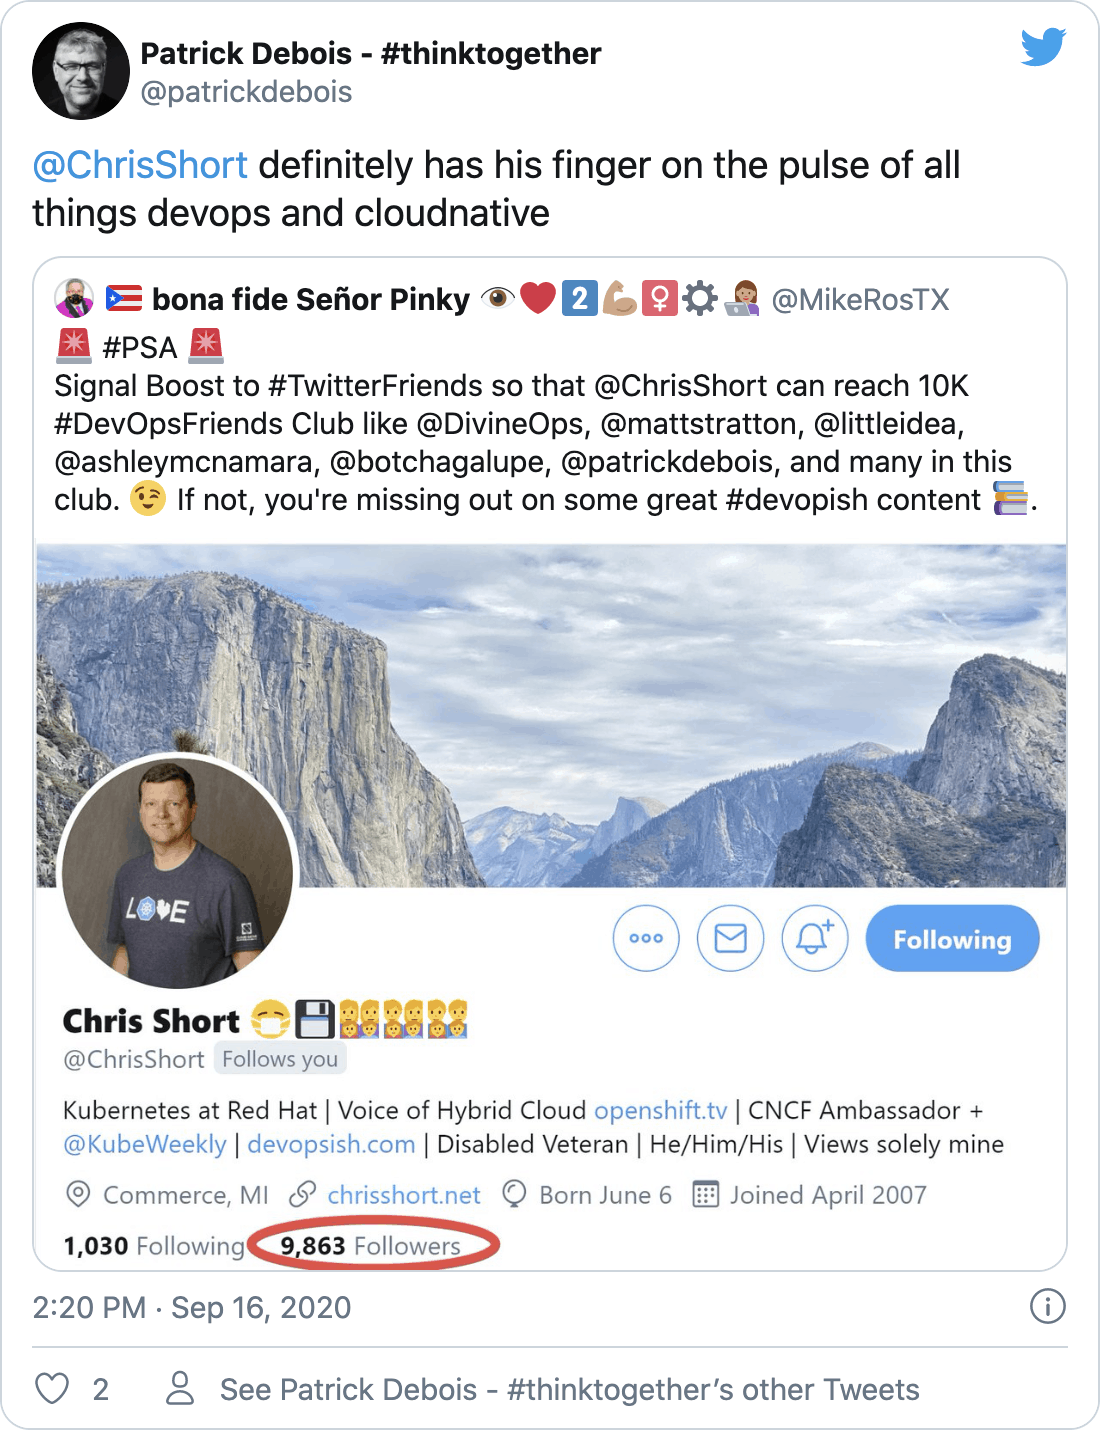 Patrick Debois - #thinktogether
@patrickdebois
@ChrisShort definitely has his finger on the pulse of all
things devops and cloudnative
🇵🇷 bona fide Señor Pinky 👁️❤️2️⃣💪🏽🚺⚙️👩🏽‍💻 @MikeRosTX
🚨 #PSA 🚨
Signal Boost to #TwitterFriends so that @ChrisShort can reach 10K
#DevOpsFriends Club like @DivineOps, @mattstratton, @littleidea,
@ashleymcnamara, @botchagalupe, @patrickdebois, and many in this
club. 😉 If not, you're missing out on some great #devopish content 📚.
LOVE
Following
Chris Short 😷💾👩‍👩‍👧‍👦👩‍👩‍👧‍👦👩‍👩‍👧‍👦
@ChrisShort Follows you
Kubernetes at Red Hat | Voice of Hybrid Cloud openshift.tv | CNCF Ambassador +
@KubeWeekly | devopsish.com | Disabled Veteran | He/Him/His | Views solely mine
Commerce, MI chrisshort.net Born June 6 Joined April 2007
1,030 Following 9,863 Followers
2:20 PM · Sep 16, 2020
2 See Patrick Debois - #thinktogether’s other Tweets